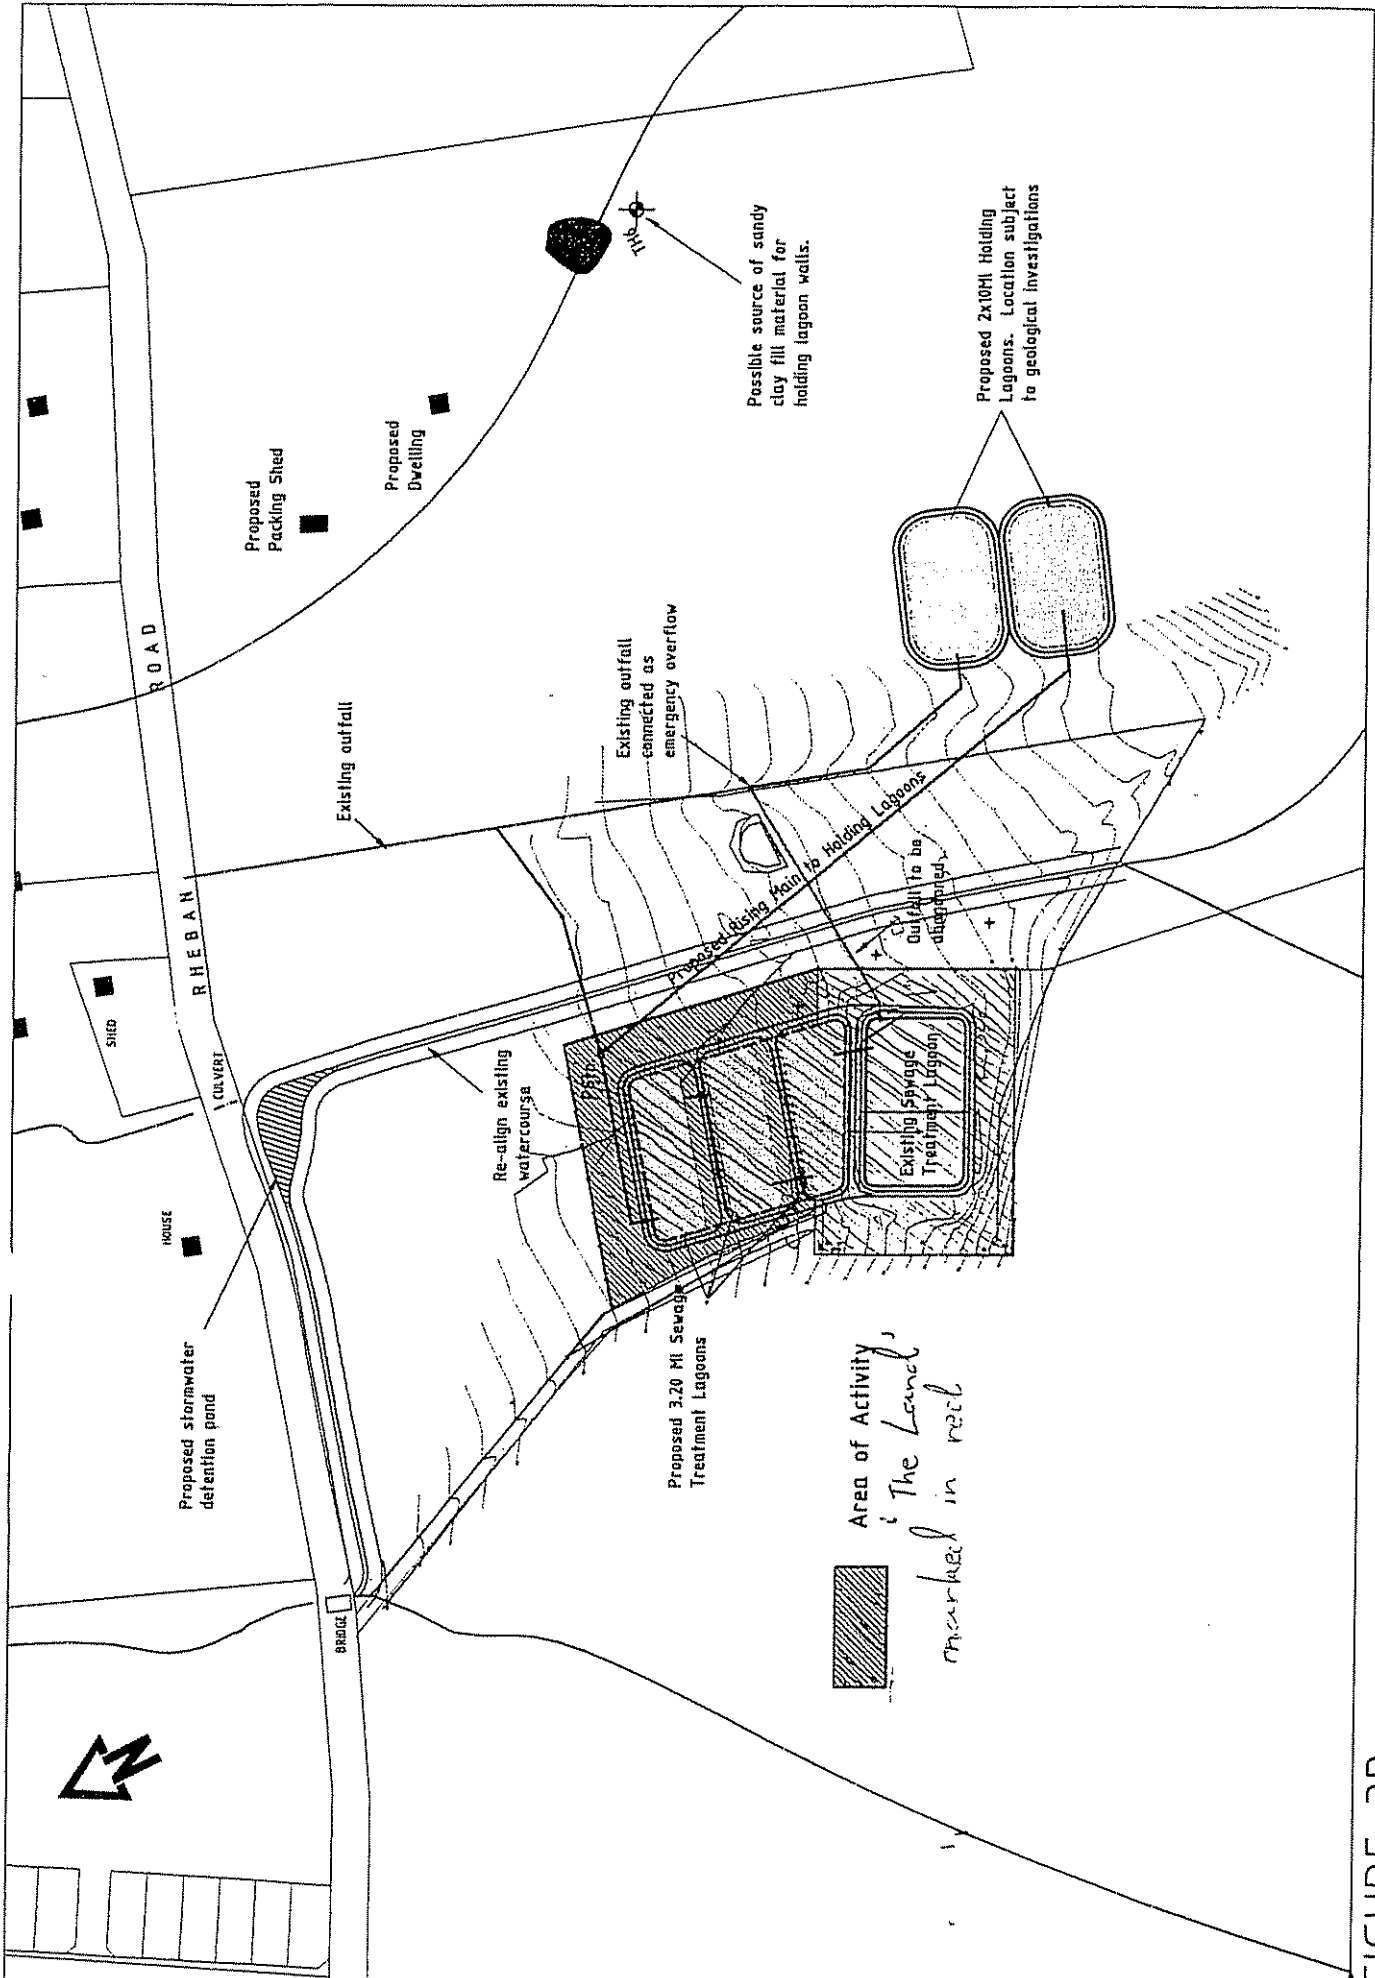 Proposed stormwater
detention pond
HOUSE
SHED
CULVERT
BRIDGE
RHEBAN ROAD
Re-align existing
watercourse
Existing outfall
Proposed
Packing Shed
Proposed
Dwelling
Existing outfall
connected as
emergency overflow
Possible source of sandy
clay fill material for
holding lagoon walls.
Proposed 2x10Ml Holding
Lagoons. Location subject
to geological investigations
Proposed Rising Main to Holding Lagoons
Outfall to be
abandoned
Existing Sewage
Treatment Lagoon
Proposed 3.20 Ml Sewage
Treatment Lagoons
Area of Activity
'The Land'
marked in red
N